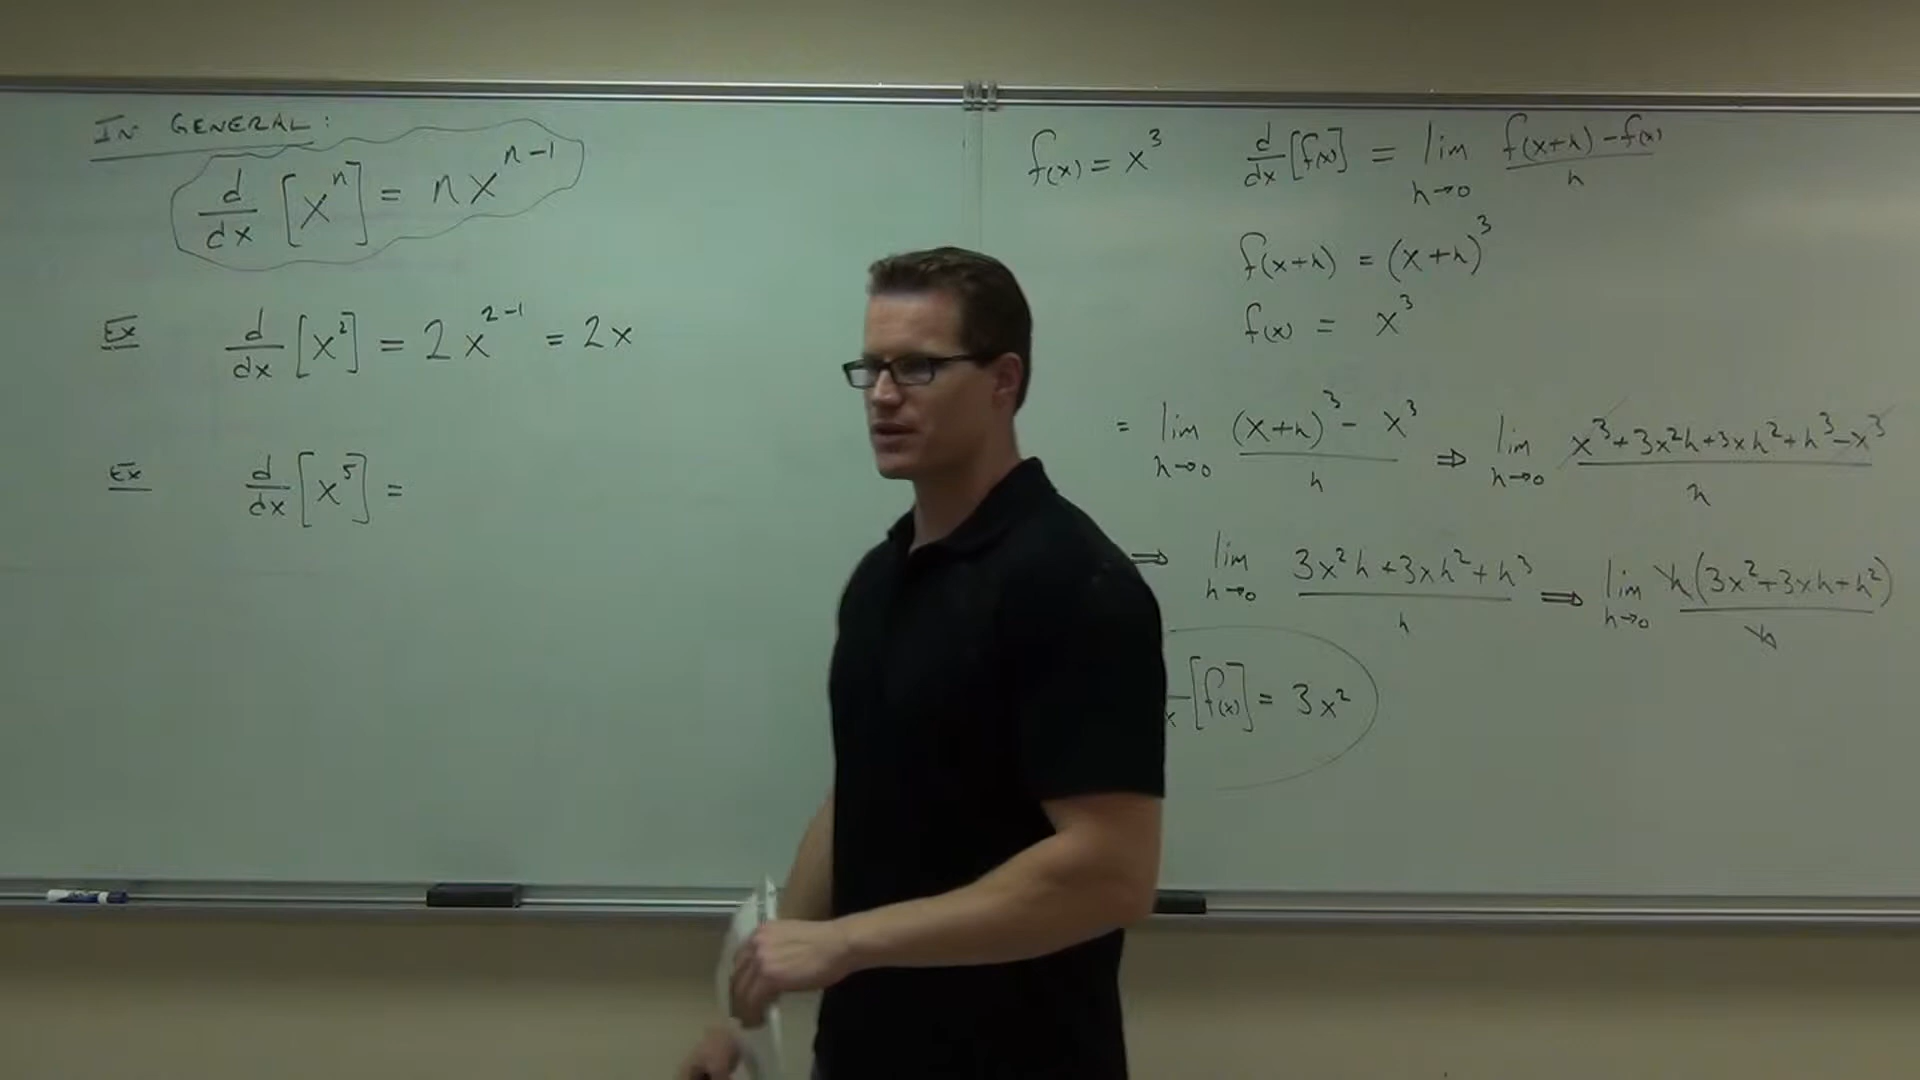 IN GENERAL:
d/dx [x^n] = nx^(n-1)
Ex d/dx [x^2] = 2x^(2-1) = 2x
Ex d/dx [x^5] =
f(x) = x^3 d/dx [f(x)] = lim h→0 (f(x+h) - f(x))/h
f(x+h) = (x+h)^3
f(x) = x^3
= lim h→0 ((x+h)^3 - x^3)/h ⇒ lim h→0 (x^3+3x^2h+3xh^2+h^3-x^3)/h
⇒ lim h→0 (3x^2h+3xh^2+h^3)/h ⇒ lim h→0 h(3x^2+3xh+h^2)/h
x [f(x)] = 3x^2